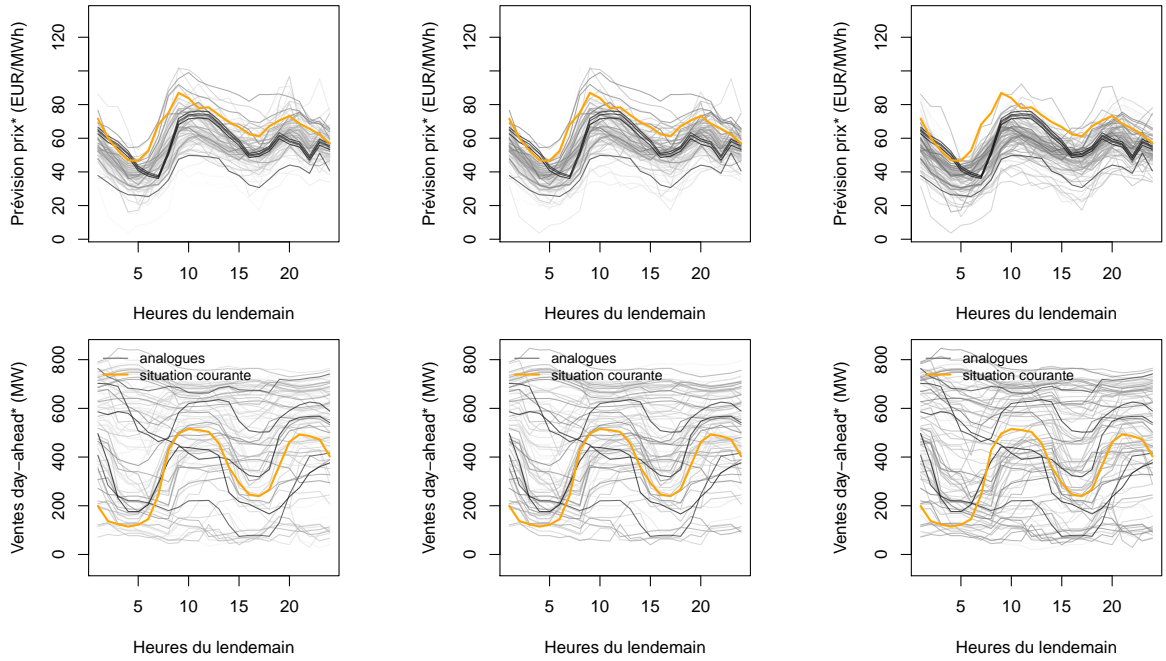 Prévision prix* (EUR/MWh)
0 20 40 60 80 120
5 10 15 20
Heures du lendemain
Prévision prix* (EUR/MWh)
0 20 40 60 80 120
5 10 15 20
Heures du lendemain
Prévision prix* (EUR/MWh)
0 20 40 60 80 120
5 10 15 20
Heures du lendemain
Ventes day−ahead* (MW)
0 200 400 600 800
analogues
situation courante
5 10 15 20
Heures du lendemain
Ventes day−ahead* (MW)
0 200 400 600 800
analogues
situation courante
5 10 15 20
Heures du lendemain
Ventes day−ahead* (MW)
0 200 400 600 800
analogues
situation courante
5 10 15 20
Heures du lendemain